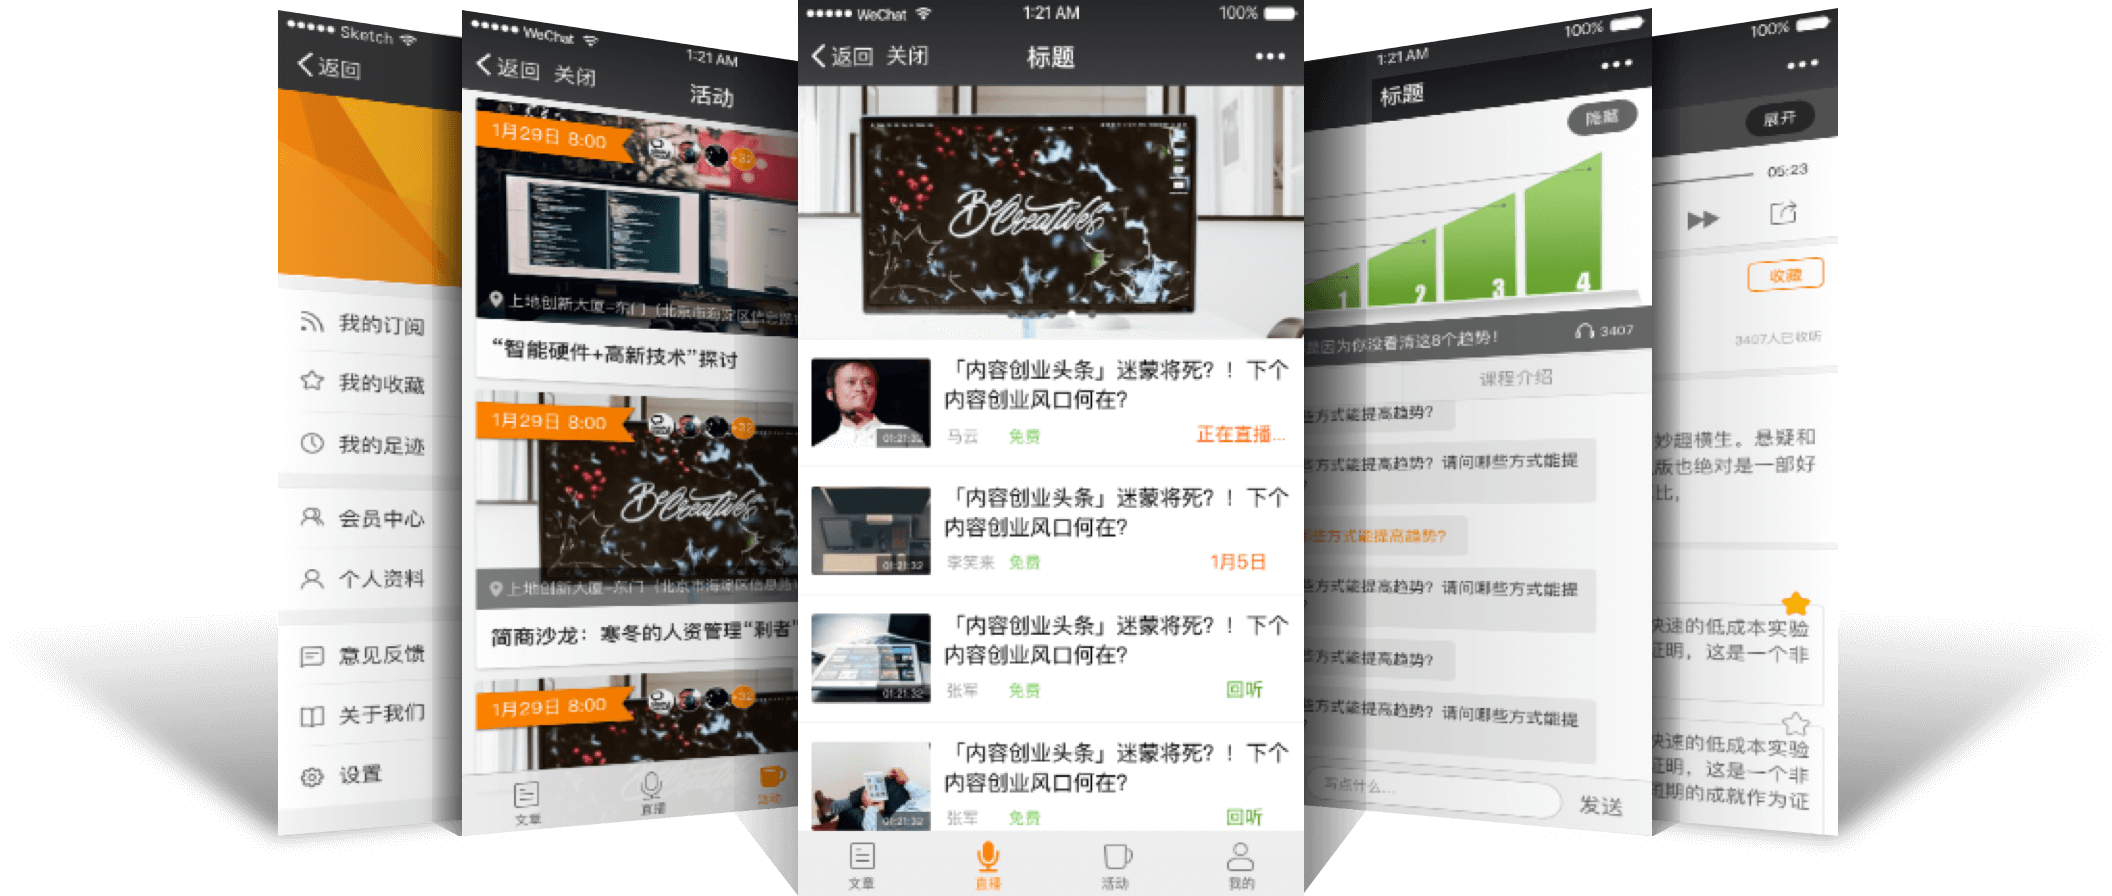 Sketch
返回
我的订阅
我的收藏
我的足迹
会员中心
个人资料
意见反馈
关于我们
设置
WeChat
1:21 AM
返回 关闭
活动
1月29日 8:00
+32
上地创新大厦-东门（北京市海淀区信息路
“智能硬件+高新技术”探讨
1月29日 8:00
+32
Be Creatives
上地创新大厦-东门（北京市海淀区信息路
简商沙龙：寒冬的人资管理“剩者”
1月29日 8:00
+32
文章
直播
活动
WeChat
1:21 AM
100%
返回 关闭
标题
Be Creatives
「内容创业头条」迷蒙将死？！下个
内容创业风口何在？
01:21:32
马云 免费
正在直播...
「内容创业头条」迷蒙将死？！下个
内容创业风口何在？
01:21:32
李笑来 免费
1月5日
「内容创业头条」迷蒙将死？！下个
内容创业风口何在？
01:21:32
张军 免费
回听
「内容创业头条」迷蒙将死？！下个
内容创业风口何在？
01:21:32
张军 免费
回听
文章
直播
活动
我的
1:21 AM
100%
标题
隐藏
1
2
3
4
因为你没看清这8个趋势！
3407
课程介绍
些方式能提高趋势？
些方式能提高趋势？请问哪些方式能提
哪些方式能提高趋势？
些方式能提高趋势？请问哪些方式能提
些方式能提高趋势？
些方式能提高趋势？请问哪些方式能提
写点什么...
发送
100%
展开
05:23
收藏
3407人已收听
妙趣横生。悬疑和
版也绝对是一部好
比，
快速的低成本实验
证明，这是一个非
快速的低成本实验
证明，这是一个非
短期的成就作为证